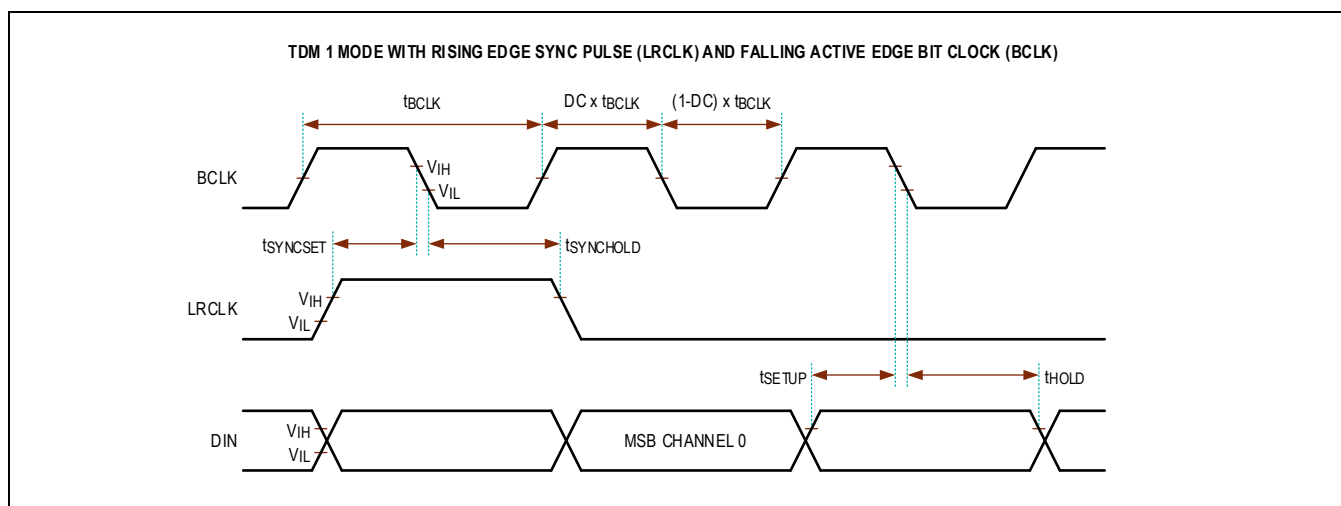 TDM 1 MODE WITH RISING EDGE SYNC PULSE (LRCLK) AND FALLING ACTIVE EDGE BIT CLOCK (BCLK)
tBCLK
DC x tBCLK
(1-DC) x tBCLK
BCLK
VIH
VIL
tSYNCSET
tSYNCHOLD
LRCLK
VIH
VIL
tSETUP
tHOLD
DIN
VIH
VIL
MSB CHANNEL 0